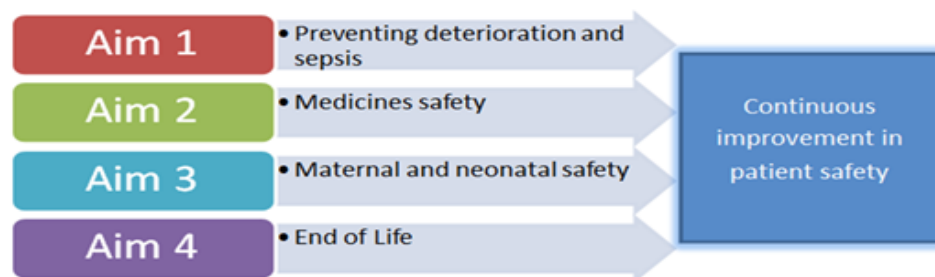 Aim 1
• Preventing deterioration and
sepsis
Aim 2
• Medicines safety
Aim 3
• Maternal and neonatal safety
Aim 4
• End of Life
Continuous
improvement in
patient safety